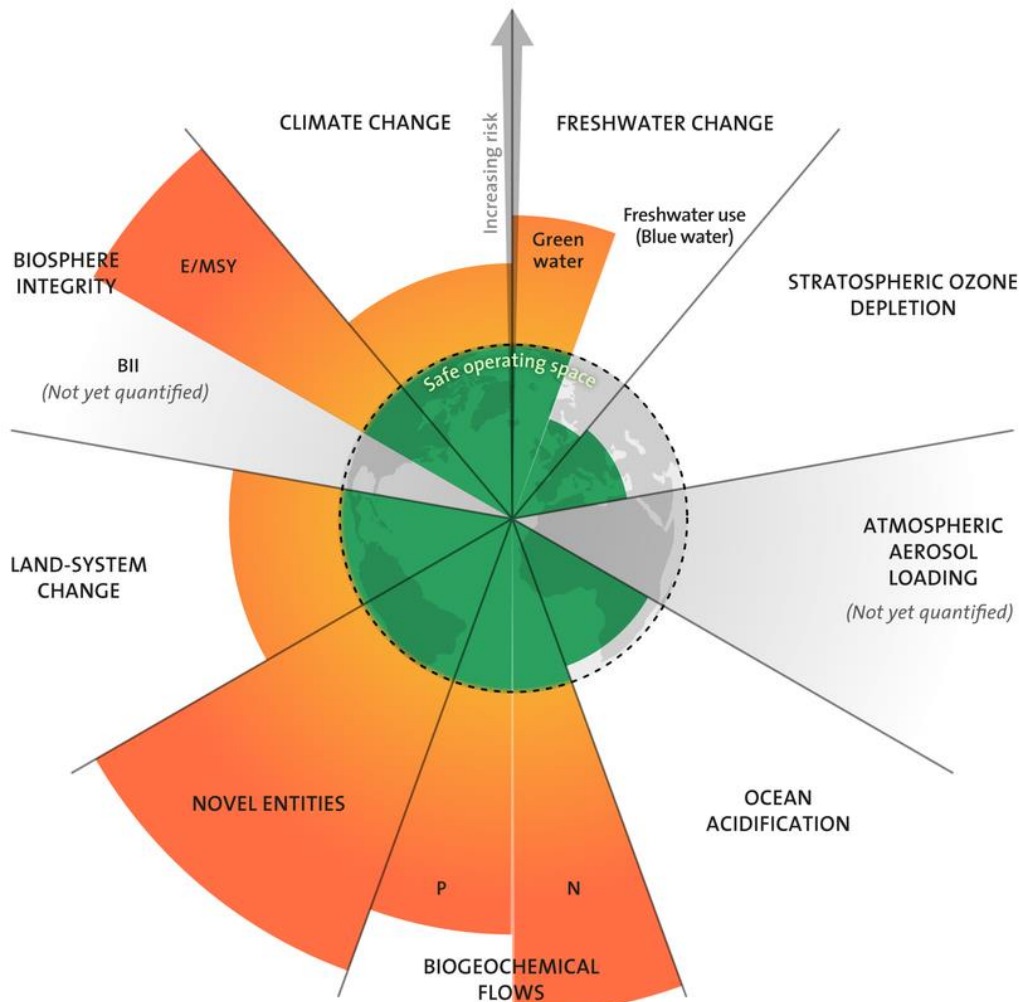 CLIMATE CHANGE
Increasing risk
FRESHWATER CHANGE
Green
water
Freshwater use
(Blue water)
STRATOSPHERIC OZONE
DEPLETION
ATMOSPHERIC
AEROSOL
LOADING
(Not yet quantified)
OCEAN
ACIDIFICATION
N
P
BIOGEOCHEMICAL
FLOWS
NOVEL ENTITIES
LAND-SYSTEM
CHANGE
BIOSPHERE
INTEGRITY
E/MSY
BII
(Not yet quantified)
Safe operating space